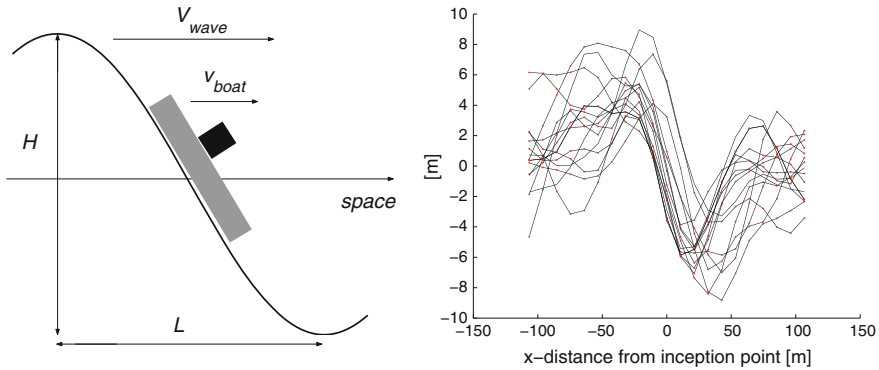 V_wave
v_boat
H
space
L
[m]
10
8
6
4
2
0
−2
−4
−6
−8
−10
−150 −100 −50 0 50 100 150
x−distance from inception point [m]